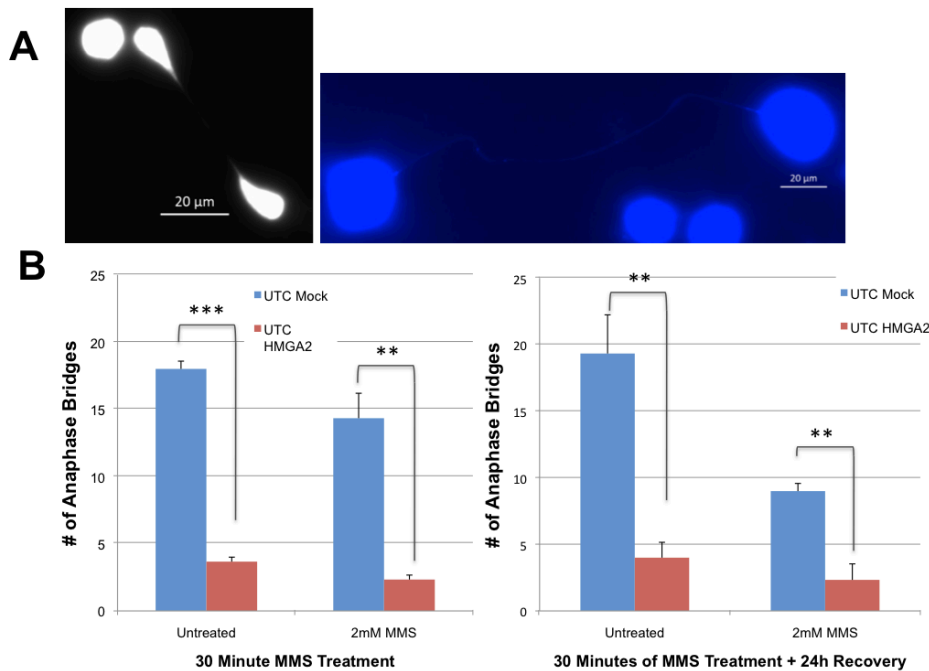 A
20 µm
20 µm
B
# of Anaphase Bridges
25
20
15
10
5
0
UTC Mock
UTC
HMGA2
***
**
Untreated
2mM MMS
30 Minute MMS Treatment
# of Anaphase Bridges
25
20
15
10
5
0
UTC Mock
UTC HMGA2
**
**
Untreated
2mM MMS
30 Minutes of MMS Treatment + 24h Recovery